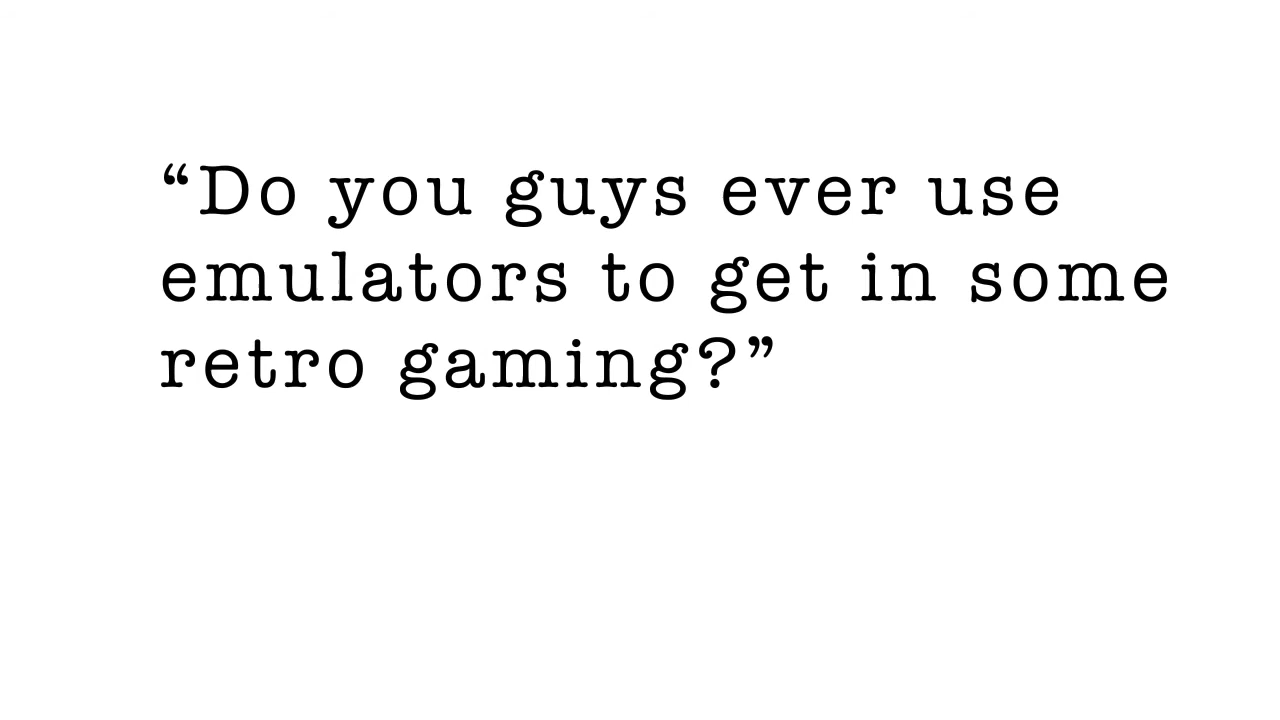 “Do you guys ever use
emulators to get in some
retro gaming?”